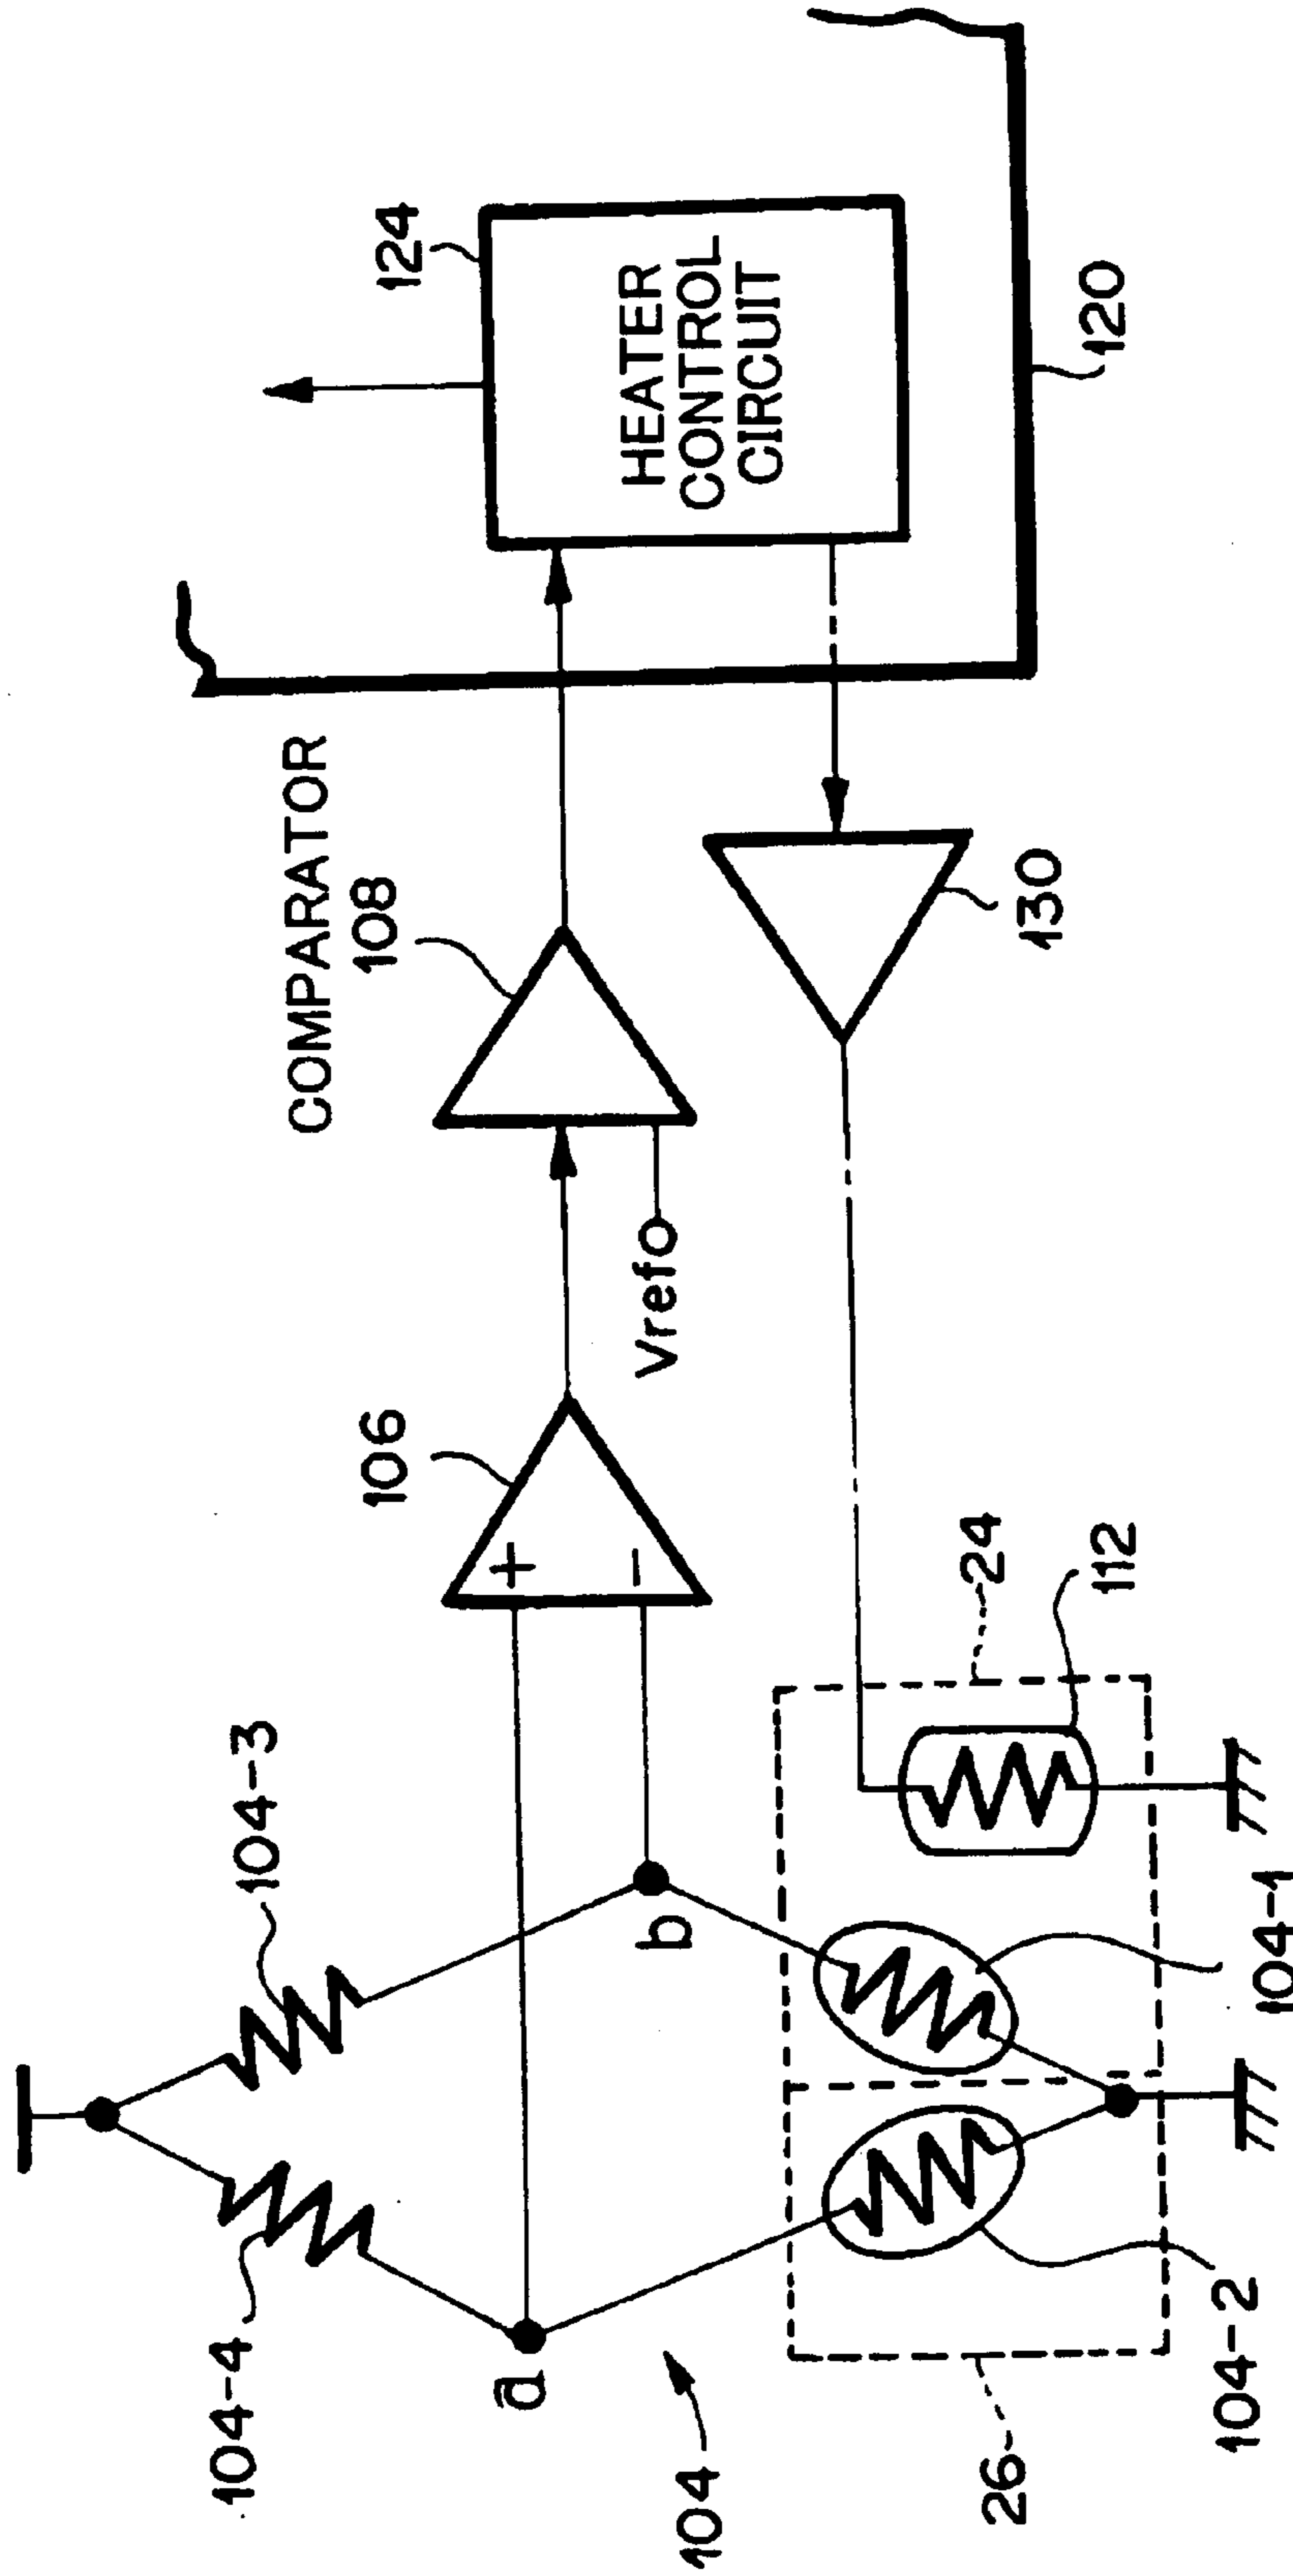 104-4
104-3
a
b
104
106
+
-
COMPARATOR
108
Vref
124
HEATER
CONTROL
CIRCUIT
120
130
24
112
26
104-2
104-1